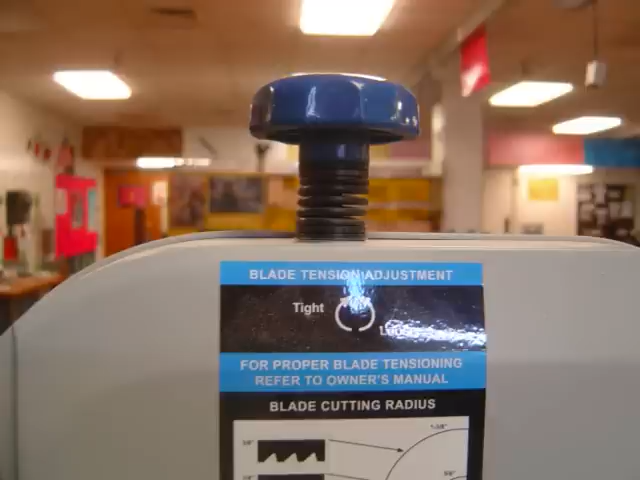 BLADE TENSION ADJUSTMENT
Tight
FOR PROPER BLADE TENSIONING
REFER TO OWNER'S MANUAL
BLADE CUTTING RADIUS